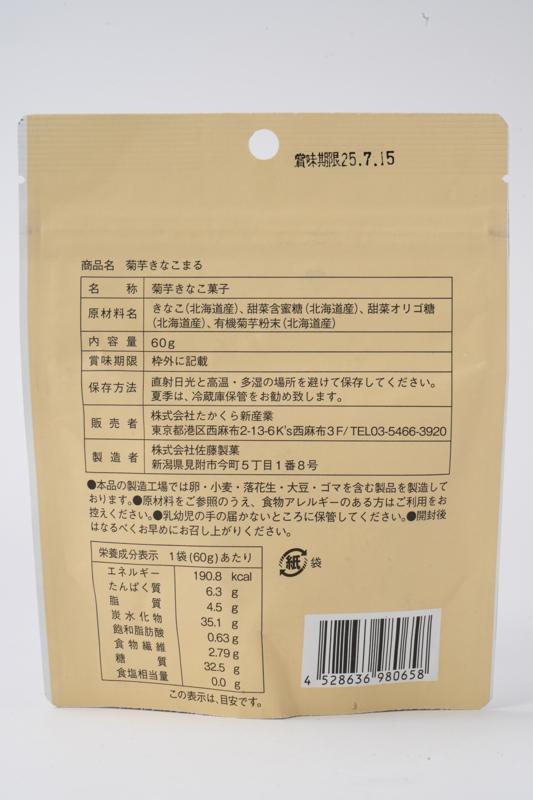 賞味期限25.7.15
商品名 菊芋きなこまる
名称 菊芋きなこ菓子
原材料名 きなこ(北海道産)、甜菜含蜜糖(北海道産)、甜菜オリゴ糖
(北海道産)、有機菊芋粉末(北海道産)
内容量 60g
賞味期限 枠外に記載
保存方法 直射日光と高温・多湿の場所を避けて保存してください。
夏季は、冷蔵庫保管をお勧め致します。
販売者 株式会社たかくら新産業
東京都港区西麻布2-13-6K's西麻布3F/TEL03-5466-3920
製造者 株式会社佐藤製菓
新潟県見附市今町5丁目1番8号
●本品の製造工場では卵・小麦・落花生・大豆・ゴマを含む製品を製造して
おります。●原材料をご参照のうえ、食物アレルギーのある方はご利用をお
控えください。●乳幼児の手の届かないところに保管してください。●開封後
はなるべくお早めにお召し上がりください。
栄養成分表示 1袋(60g)あたり
エネルギー 190.8 kcal
たんぱく質 6.3 g
脂質 4.5 g
炭水化物 35.1 g
飽和脂肪酸 0.63 g
食物繊維 2.79 g
糖質 32.5 g
食塩相当量 0.0 g
この表示は、目安です。
紙 袋
4 528636 980658